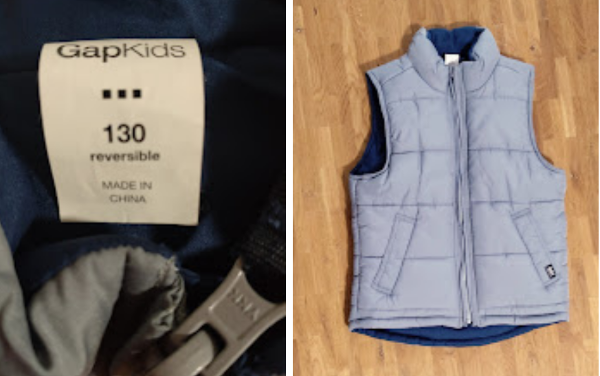 GapKids
130
reversible
MADE IN
CHINA